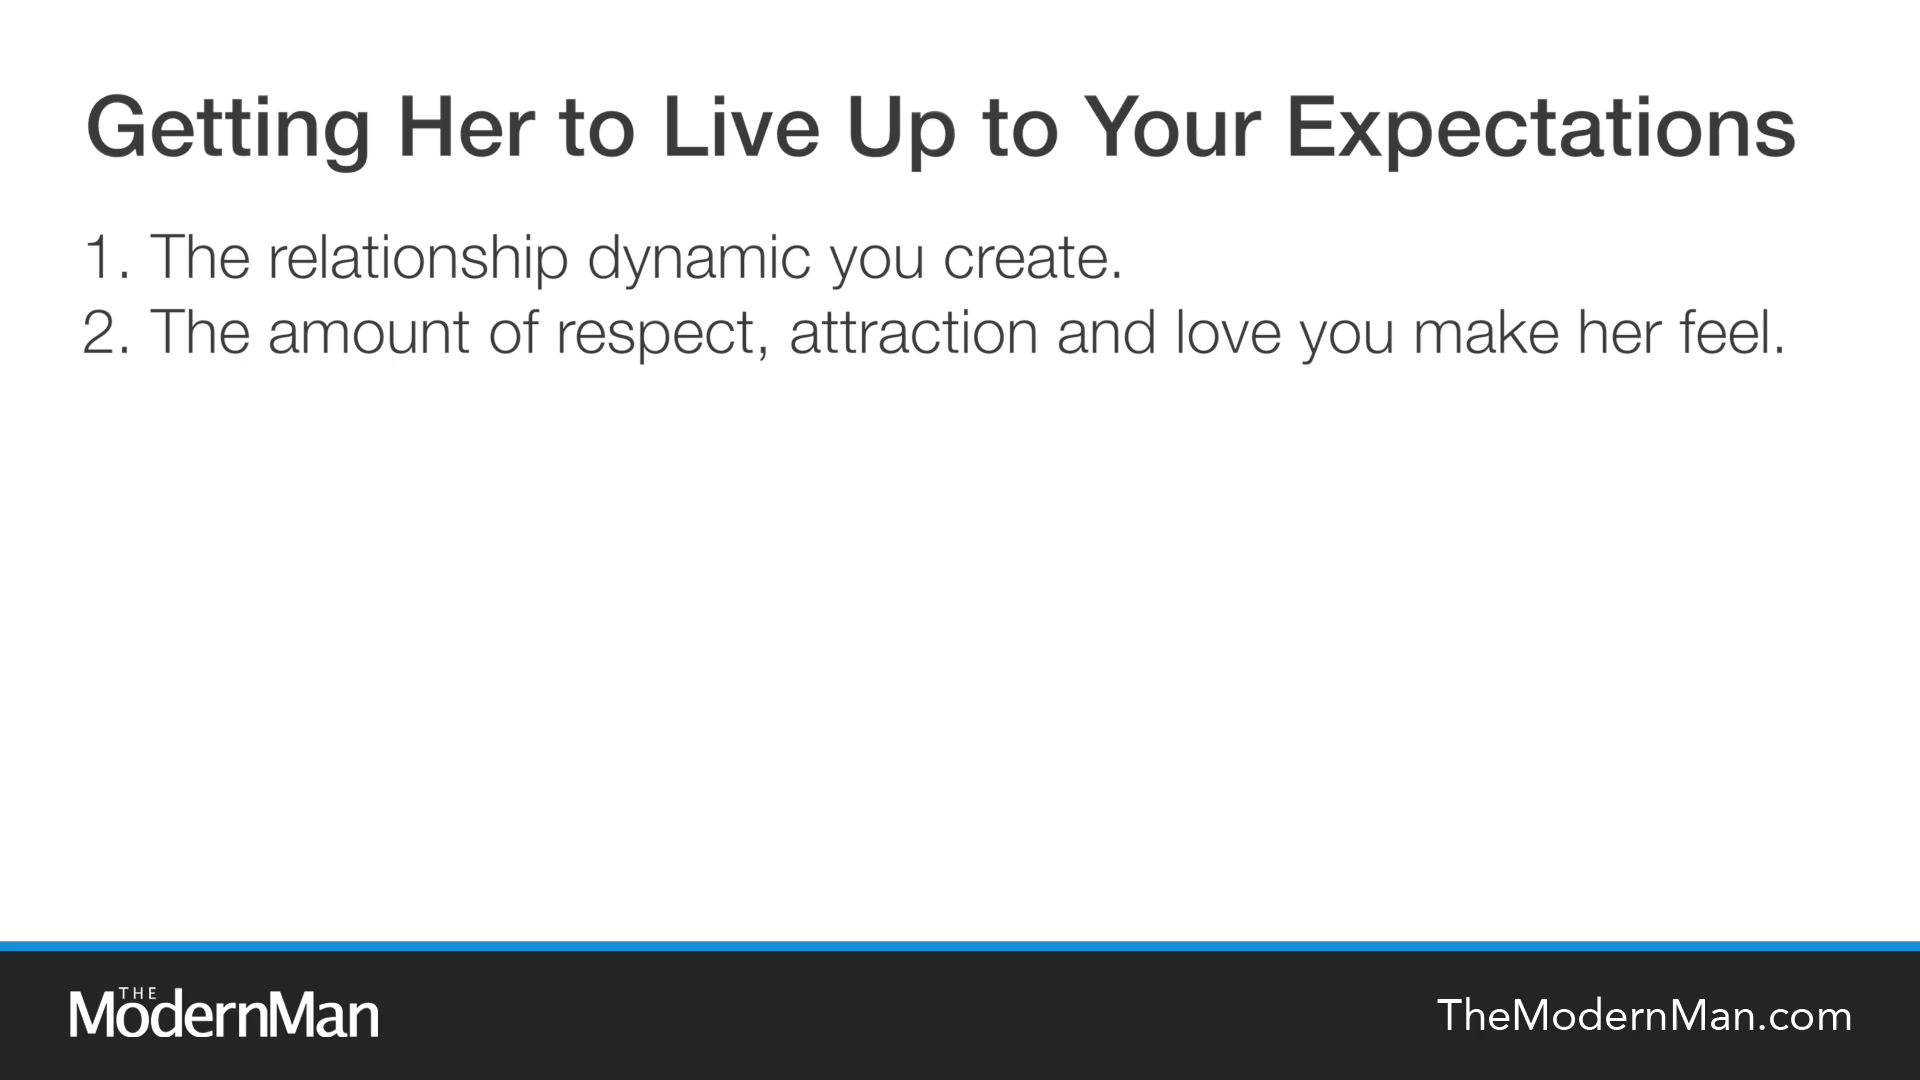 Getting Her to Live Up to Your Expectations
1. The relationship dynamic you create.
2. The amount of respect, attraction and love you make her feel.
THE
ModernMan
TheModernMan.com